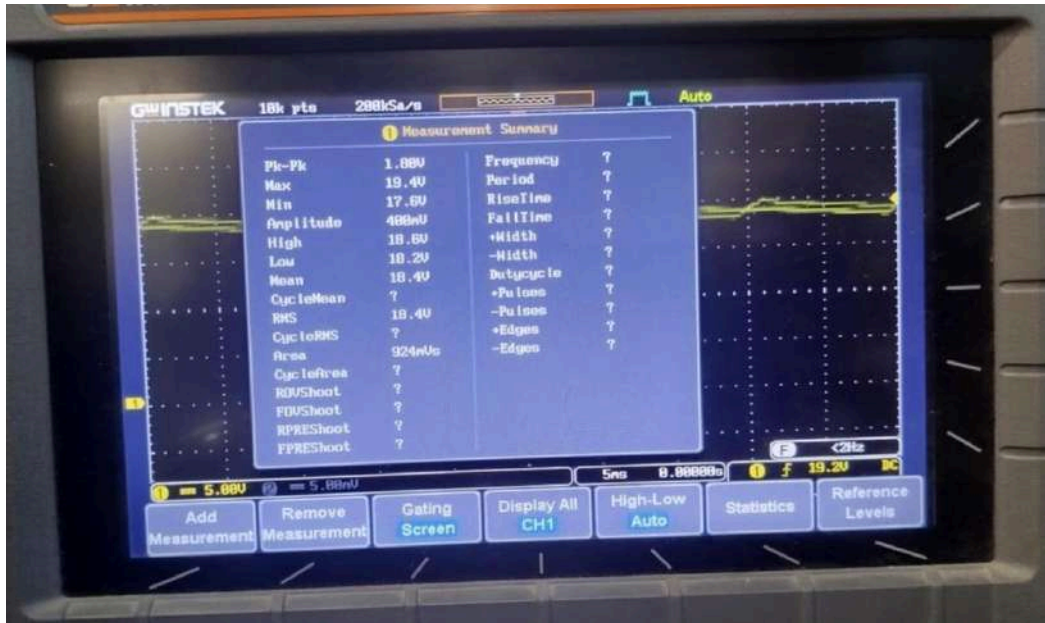 GWINSTEK 10k pts 200kSa/s Auto
1 Measurement Summary
Pk-Pk 1.80V
Max 19.4V
Min 17.6V
Amplitude 400mV
High 18.6V
Low 18.2V
Mean 18.4V
CycleMean ?
RMS 18.4V
CycleRMS ?
Area 924mVs
CycleArea ?
ROVShoot ?
FOVShoot ?
RPREShoot ?
FPREShoot ?
Frequency ?
Period ?
RiseTime ?
FallTime ?
+Width ?
-Width ?
Dutycycle ?
+Pulses ?
-Pulses ?
+Edges ?
-Edges ?
1
F <2Hz
1 5.00V 2 5.00mV 5ms 0.00000s 1 19.2V DC
Add Measurement
Remove Measurement
Gating Screen
Display All CH1
High-Low Auto
Statistics
Reference Levels